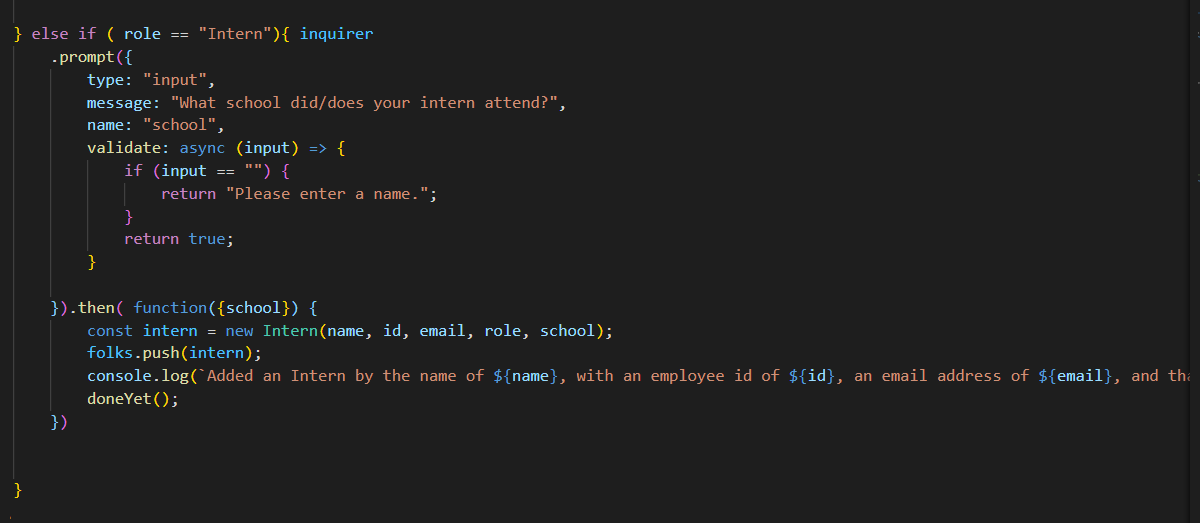 } else if ( role == "Intern"){ inquirer
.prompt({
type: "input",
message: "What school did/does your intern attend?",
name: "school",
validate: async (input) => {
if (input == "") {
return "Please enter a name.";
}
return true;
}
}).then( function({school}) {
const intern = new Intern(name, id, email, role, school);
folks.push(intern);
console.log(`Added an Intern by the name of ${name}, with an employee id of ${id}, an email address of ${email}, and
doneYet();
})
}